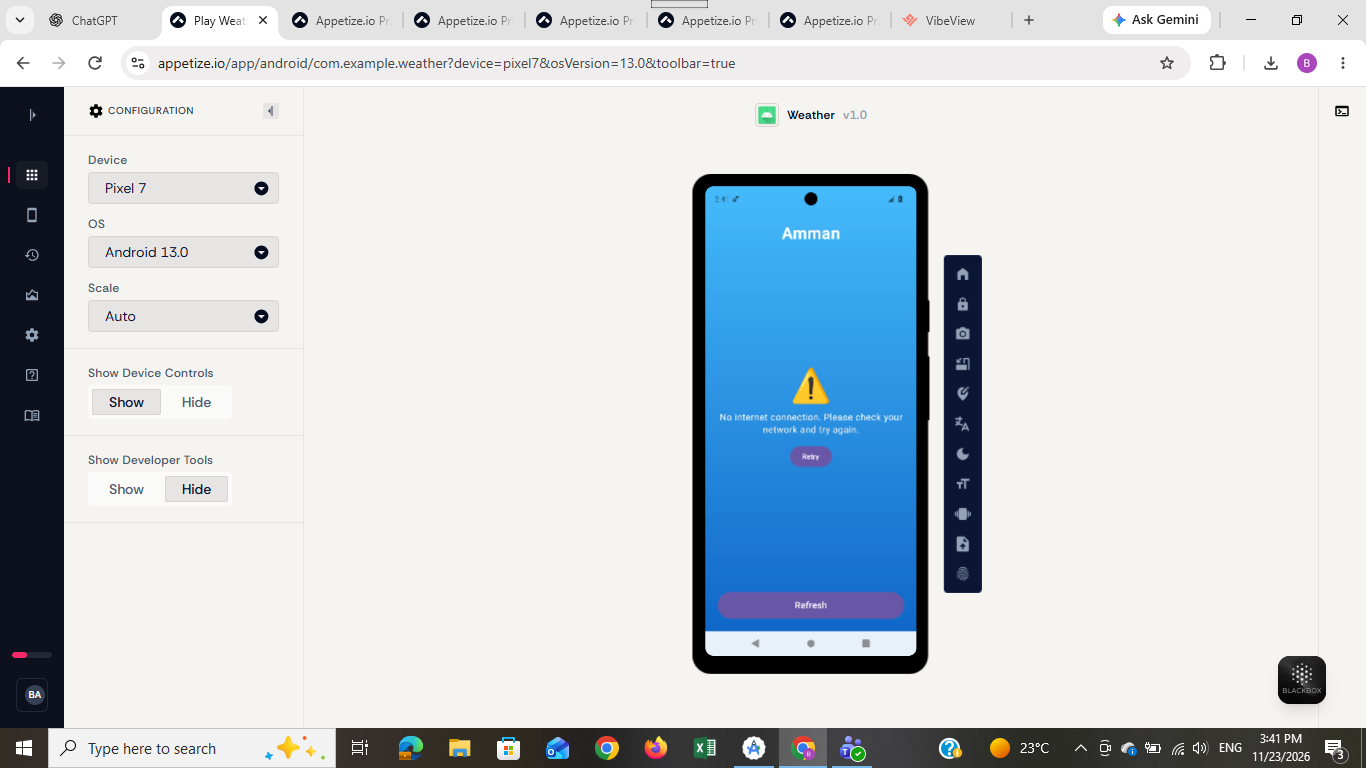 ChatGPT
Play Weat
Appetize.io Pr
Appetize.io Pr
Appetize.io Pr
Appetize.io Pr
Appetize.io Pr
VibeView
Ask Gemini
appetize.io/app/android/com.example.weather?device=pixel7&osVersion=13.0&toolbar=true
B
CONFIGURATION
Device
Pixel 7
OS
Android 13.0
Scale
Auto
Show Device Controls
Show
Hide
Show Developer Tools
Show
Hide
BA
Weather v1.0
Amman
No internet connection. Please check your
network and try again.
Retry
Refresh
BLACKBOX
Type here to search
23°C
ENG
3:41 PM
11/23/2026
3